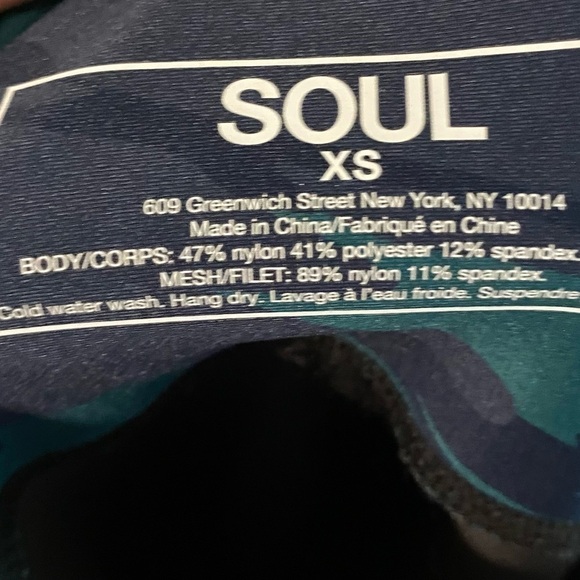 SOUL
XS
609 Greenwich Street New York, NY 10014
Made in China/Fabriqué en Chine
BODY/CORPS: 47% nylon 41% polyester 12% spandex.
MESH/FILET: 89% nylon 11% spandex.
Cold water wash. Hang dry. Lavage à l'eau froide. Suspendre